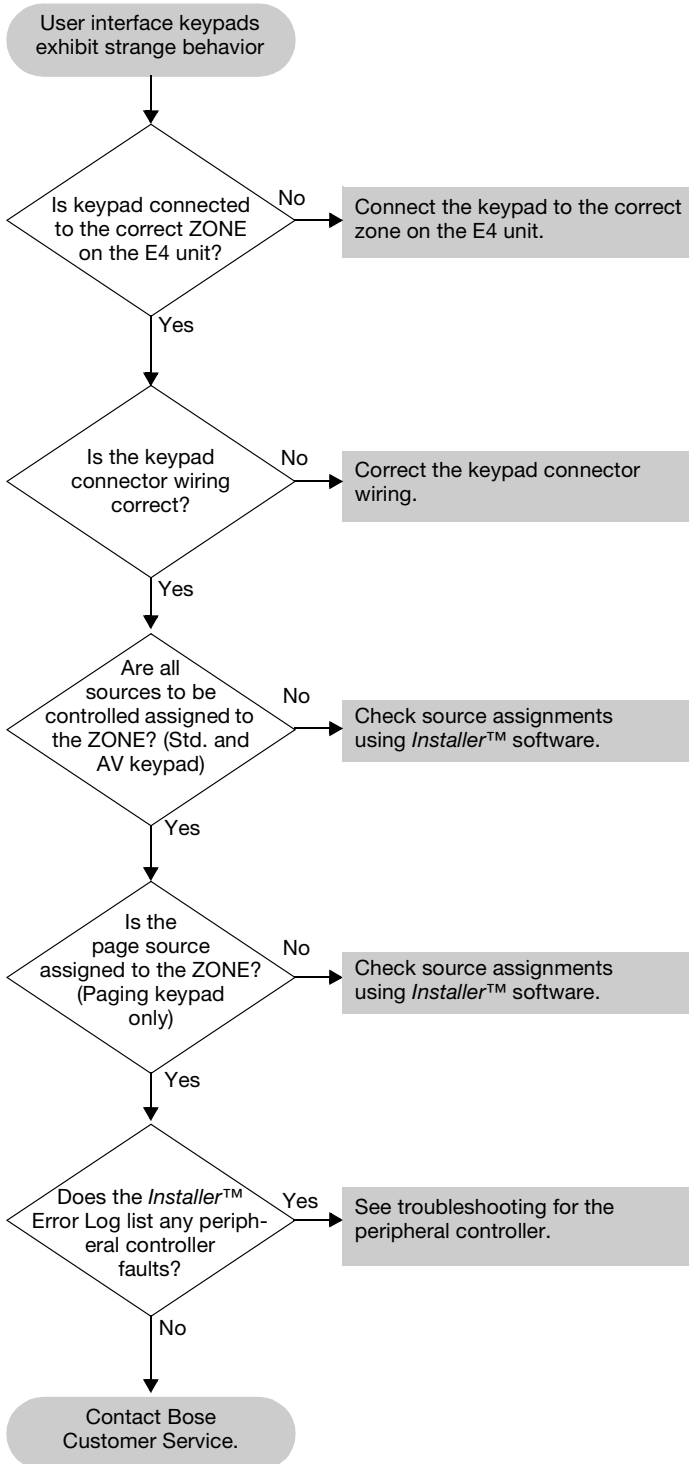 User interface keypads
exhibit strange behavior
Is keypad connected
to the correct ZONE
on the E4 unit?
No
Connect the keypad to the correct
zone on the E4 unit.
Yes
Is the keypad
connector wiring
correct?
No
Correct the keypad connector
wiring.
Yes
Are all
sources to be
controlled assigned to
the ZONE? (Std. and
AV keypad)
No
Check source assignments
using Installer™ software.
Yes
Is the
page source
assigned to the ZONE?
(Paging keypad
only)
No
Check source assignments
using Installer™ software.
Yes
Does the Installer™
Error Log list any periph-
eral controller
faults?
Yes
See troubleshooting for the
peripheral controller.
No
Contact Bose
Customer Service.